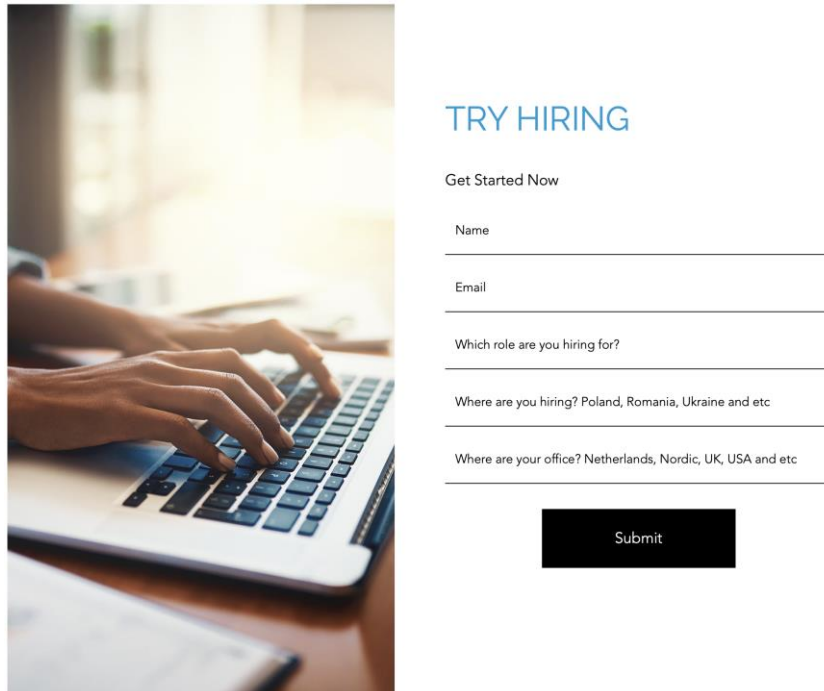 TRY HIRING
Get Started Now
Name
Email
Which role are you hiring for?
Where are you hiring? Poland, Romania, Ukraine and etc
Where are your office? Netherlands, Nordic, UK, USA and etc
Submit